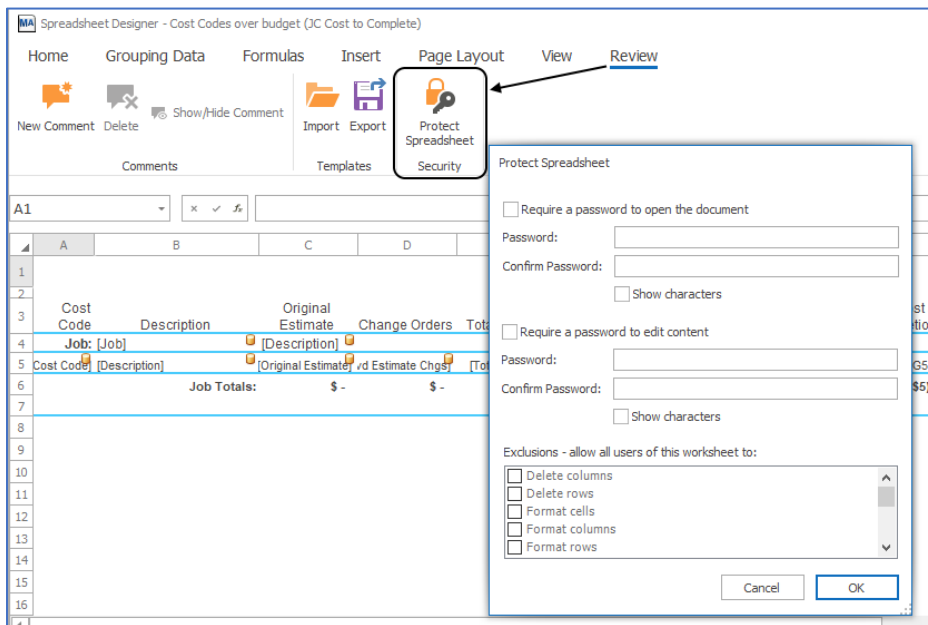 MA Spreadsheet Designer - Cost Codes over budget (JC Cost to Complete)
Home Grouping Data Formulas Insert Page Layout View Review
New Comment Delete Show/Hide Comment Import Export Protect Spreadsheet
Comments Templates Security
A1 fx
A B C D
1
2
3 Cost Code Description Original Estimate Change Orders
4 Job: [Job] [Description]
5 Cost Code] [Description] [Original Estimate] vd Estimate Chgs]
6 Job Totals: $ - $ -
7
8
9
10
11
12
13
14
15
16
Protect Spreadsheet
Require a password to open the document
Password:
Confirm Password:
Show characters
Require a password to edit content
Password:
Confirm Password:
Show characters
Exclusions - allow all users of this worksheet to:
Delete columns
Delete rows
Format cells
Format columns
Format rows
Cancel OK